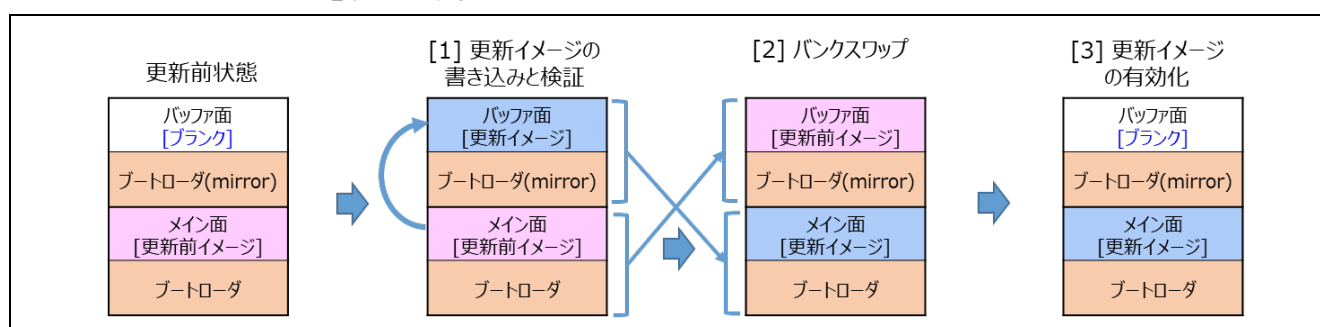 更新前状態
バッファ面
[ブランク]
ブートローダ(mirror)
メイン面
[更新前イメージ]
ブートローダ
[1] 更新イメージの
書き込みと検証
バッファ面
[更新イメージ]
ブートローダ(mirror)
メイン面
[更新前イメージ]
ブートローダ
[2] バンクスワップ
バッファ面
[更新前イメージ]
ブートローダ(mirror)
メイン面
[更新イメージ]
ブートローダ
[3] 更新イメージ
の有効化
バッファ面
[ブランク]
ブートローダ(mirror)
メイン面
[更新イメージ]
ブートローダ